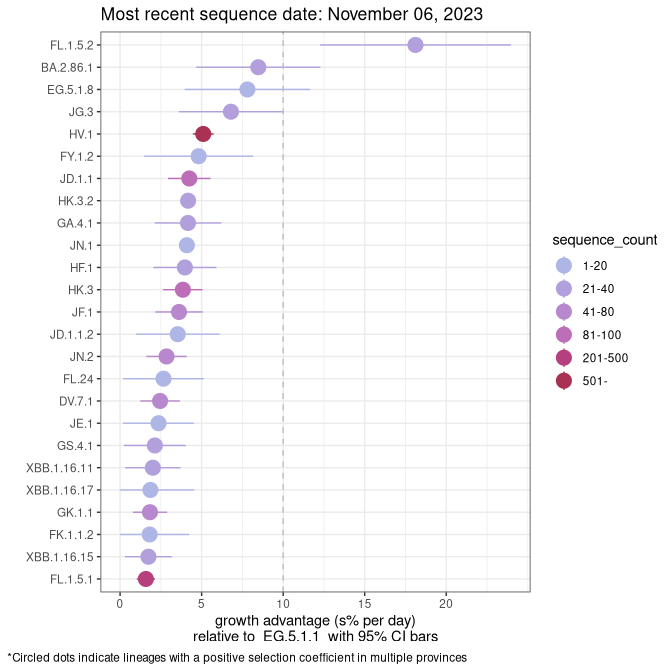 Most recent sequence date: November 06, 2023
FL.1.5.2
BA.2.86.1
EG.5.1.8
JG.3
HV.1
FY.1.2
JD.1.1
HK.3.2
GA.4.1
JN.1
HF.1
HK.3
JF.1
JD.1.1.2
JN.2
FL.24
DV.7.1
JE.1
GS.4.1
XBB.1.16.11
XBB.1.16.17
GK.1.1
FK.1.1.2
XBB.1.16.15
FL.1.5.1
0 5 10 15 20
growth advantage (s% per day)
relative to EG.5.1.1 with 95% CI bars
sequence_count
1-20
21-40
41-80
81-100
201-500
501-
*Circled dots indicate lineages with a positive selection coefficient in multiple provinces